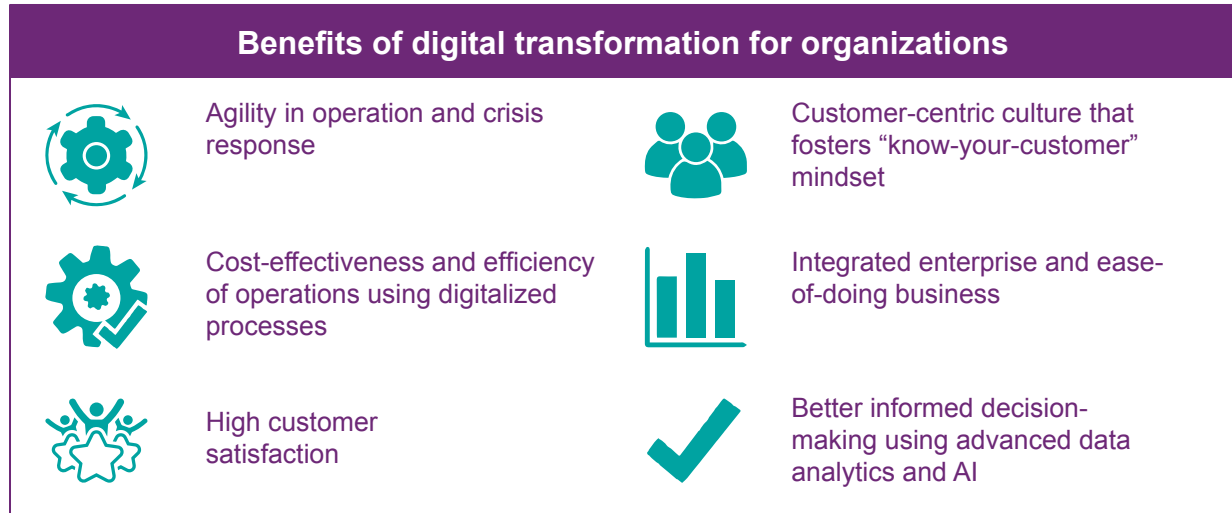 Benefits of digital transformation for organizations
Agility in operation and crisis
response
Customer-centric culture that
fosters “know-your-customer”
mindset
Cost-effectiveness and efficiency
of operations using digitalized
processes
Integrated enterprise and ease-
of-doing business
High customer
satisfaction
Better informed decision-
making using advanced data
analytics and AI